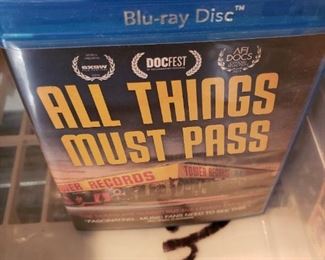 Blu-ray Disc™
SXSW
DOCFEST
AFI DOCS
ALL THINGS
MUST PASS
WER RECORDS
TOWER RECORDS
"FASCINATING... MUSIC FANS NEED TO SEE THIS."